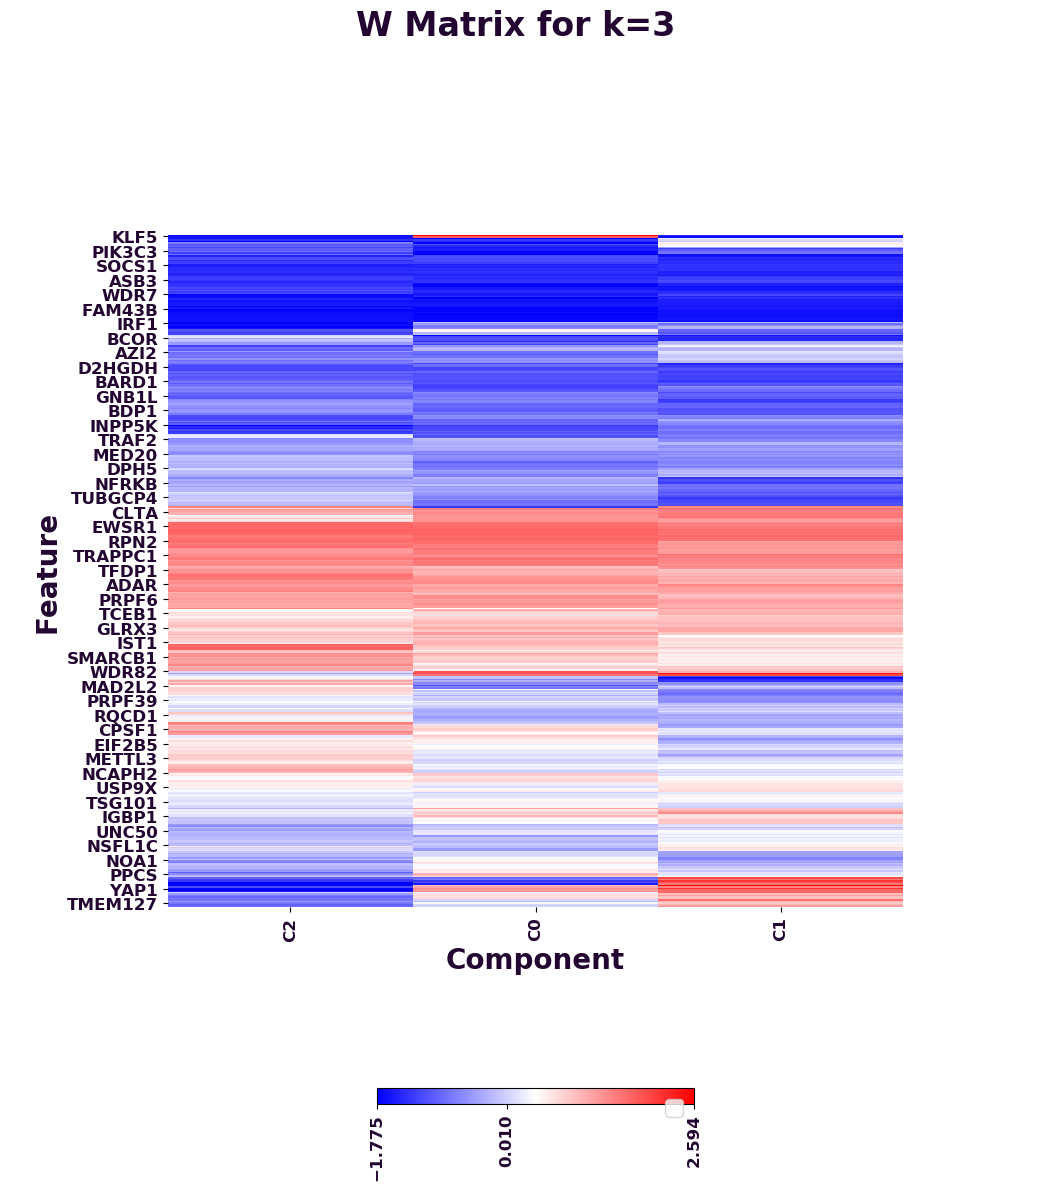 W Matrix for k=3
KLF5
PIK3C3
SOCS1
ASB3
WDR7
FAM43B
IRF1
BCOR
AZI2
D2HGDH
BARD1
GNB1L
BDP1
INPP5K
TRAF2
MED20
DPH5
NFRKB
TUBGCP4
CLTA
EWSR1
RPN2
TRAPPC1
TFDP1
ADAR
PRPF6
TCEB1
GLRX3
IST1
SMARCB1
WDR82
MAD2L2
PRPF39
RQCD1
CPSF1
EIF2B5
METTL3
NCAPH2
USP9X
TSG101
IGBP1
UNC50
NSFL1C
NOA1
PPCS
YAP1
TMEM127
Feature
C2 C0 C1
Component
−1.775 0.010 2.594